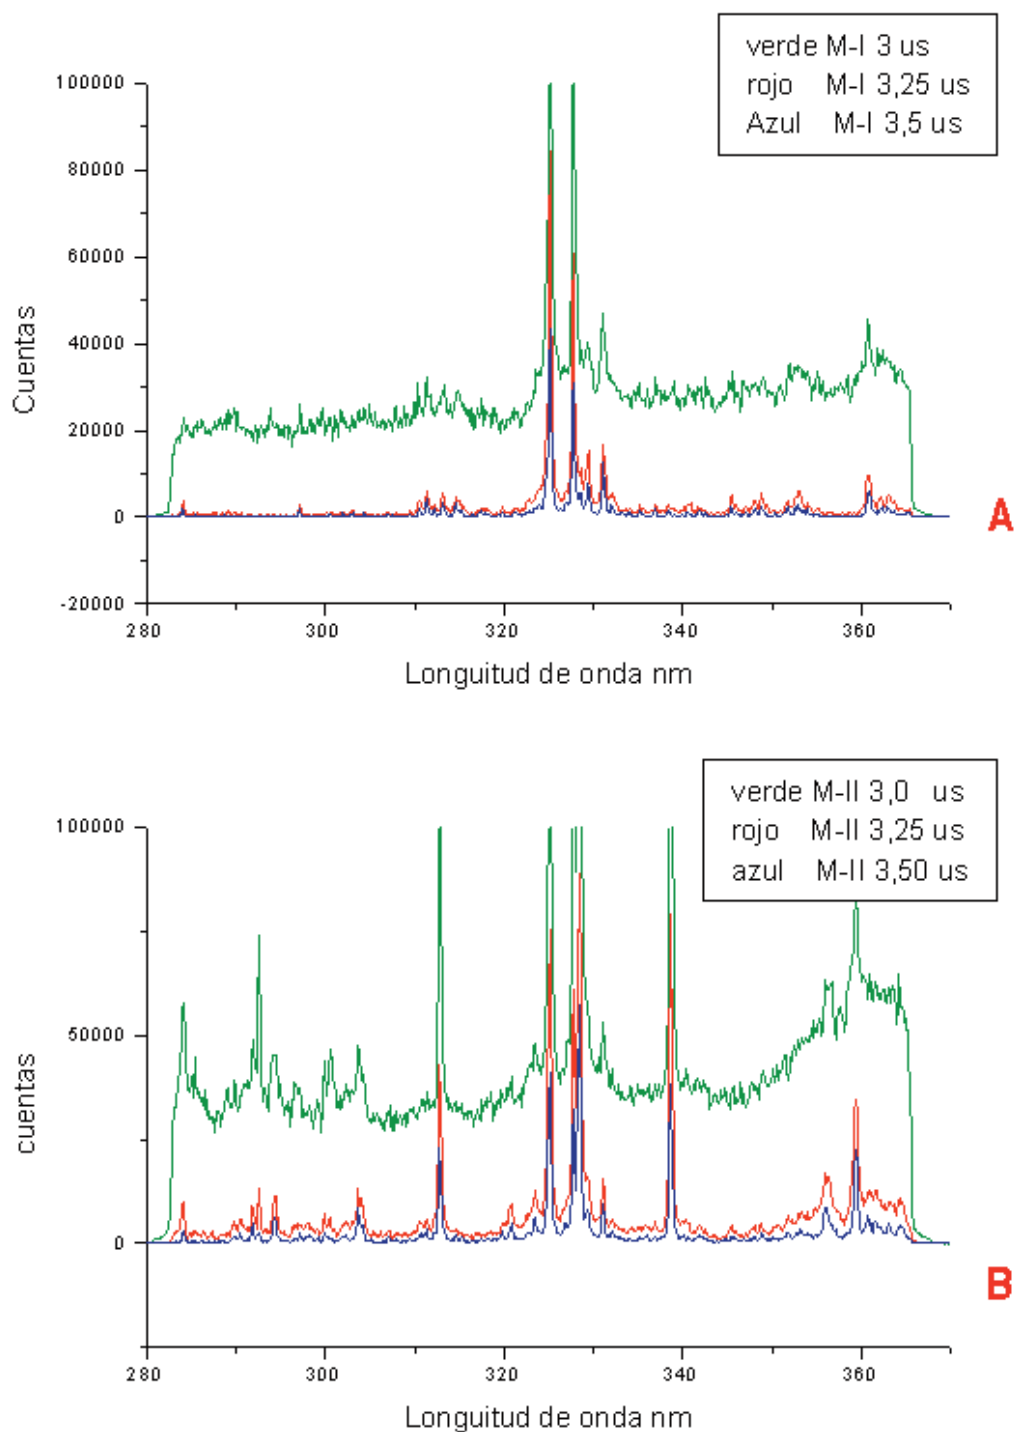 verde M-I 3 us
rojo M-I 3,25 us
Azul M-I 3,5 us
100000
80000
60000
40000
20000
0
-20000
Cuentas
280 300 320 340 360
Longuitud de onda nm
A
verde M-II 3,0 us
rojo M-II 3,25 us
azul M-II 3,50 us
100000
50000
0
cuentas
280 300 320 340 360
Longuitud de onda nm
B